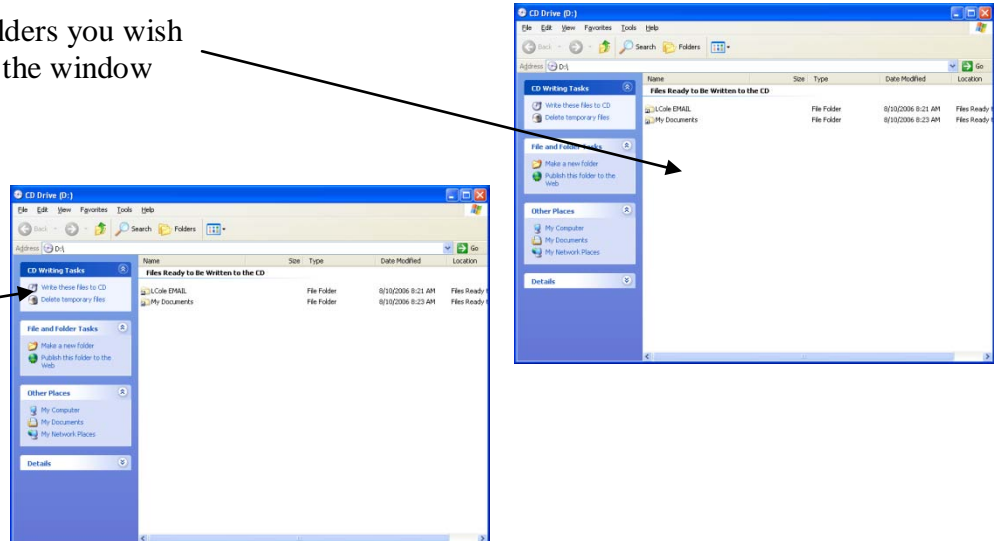 lders you wish
the window
CD Drive (D:)
File Edit View Favorites Tools Help
Back Search Folders
Address D:\ Go
Name Size Type Date Modified Location
CD Writing Tasks
Files Ready to Be Written to the CD
Write these files to CD
Delete temporary files
LCole EMAIL File Folder 8/10/2006 8:21 AM Files Ready t
My Documents File Folder 8/10/2006 8:23 AM Files Ready t
File and Folder Tasks
Make a new folder
Publish this folder to the
Web
Other Places
My Computer
My Documents
My Network Places
Details
CD Drive (D:)
File Edit View Favorites Tools Help
Back Search Folders
Address D:\ Go
Name Size Type Date Modified Location
CD Writing Tasks
Files Ready to Be Written to the CD
Write these files to CD
Delete temporary files
LCole EMAIL File Folder 8/10/2006 8:21 AM Files Ready t
My Documents File Folder 8/10/2006 8:23 AM Files Ready t
File and Folder Tasks
Make a new folder
Publish this folder to the
Web
Other Places
My Computer
My Documents
My Network Places
Details